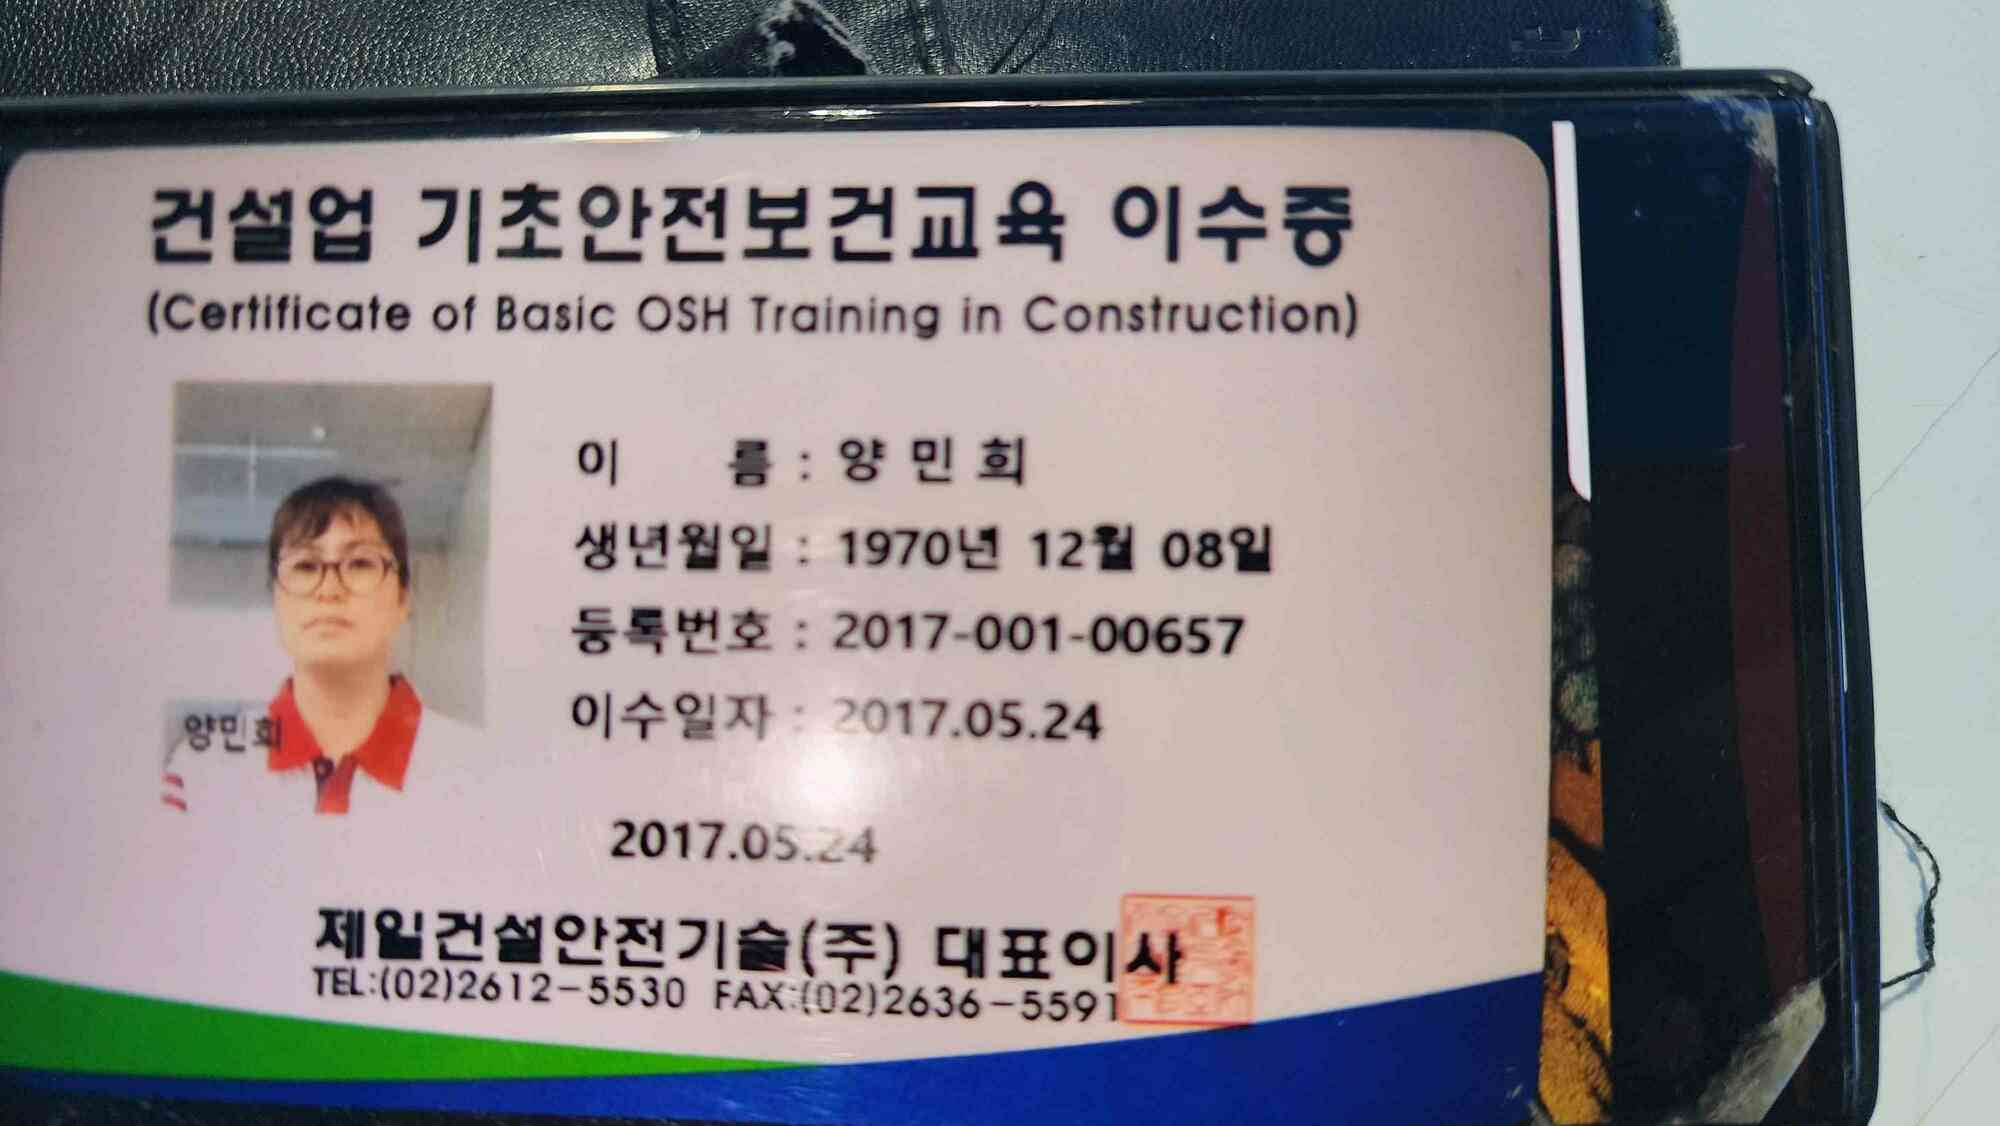 건설업 기초안전보건교육 이수증
(Certificate of Basic OSH Training in Construction)
이 름 : 양 민 희
생년월일 : 1970년 12월 08일
등록번호 : 2017-001-00657
이수일자 : 2017.05.24
양민희
2017.05.24
제일건설안전기술(주) 대표이사
TEL:(02)2612-5530 FAX:(02)2636-5591